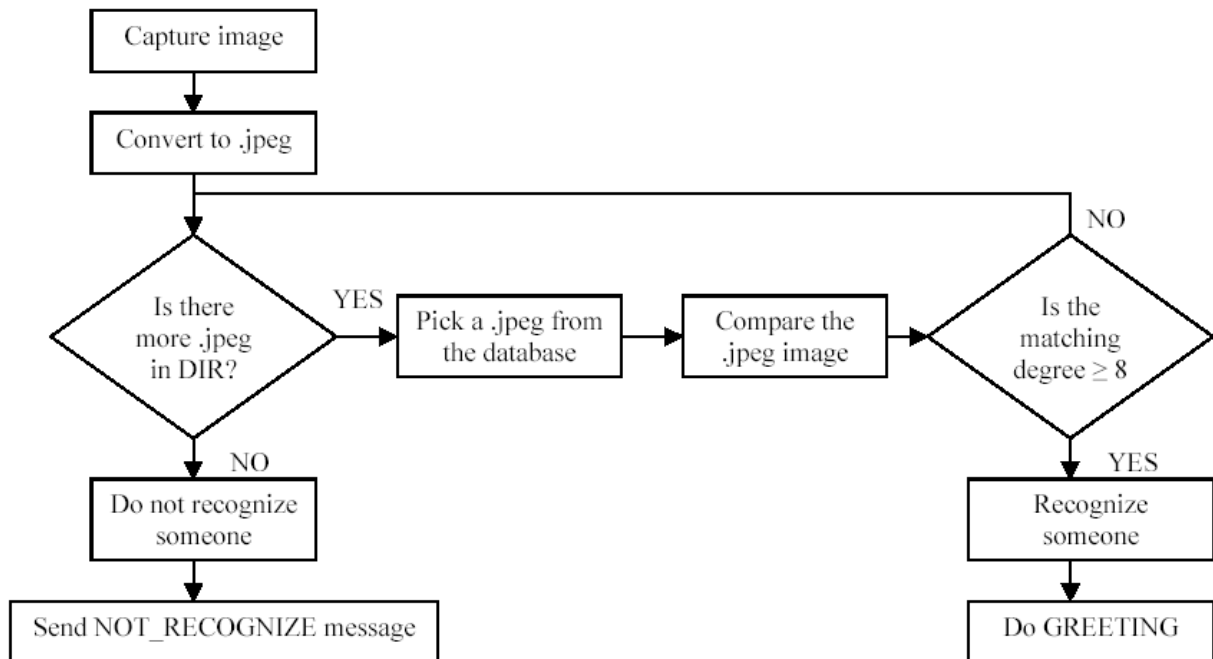 Capture image
Convert to .jpeg
NO
Is there
more .jpeg
in DIR?
YES
Pick a .jpeg from
the database
Compare the
.jpeg image
Is the
matching
degree ≥ 8
NO
Do not recognize
someone
YES
Recognize
someone
Send NOT_RECOGNIZE message
Do GREETING